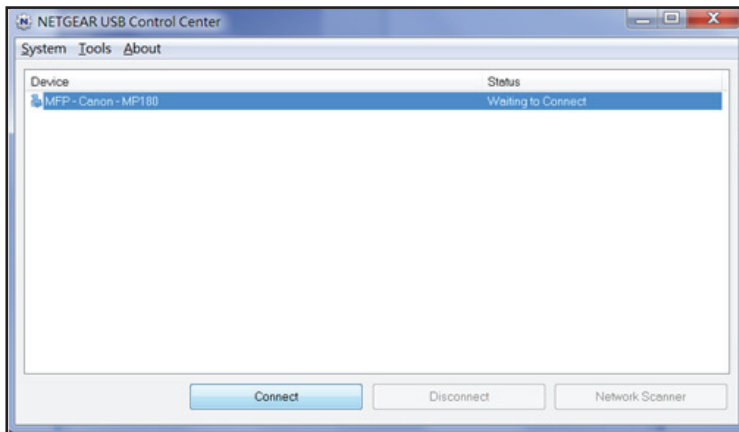 NETGEAR USB Control Center
System Tools About
Device Status
MFP - Canon - MP180 Waiting to Connect
Connect Disconnect Network Scanner